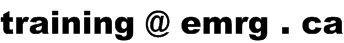 training @ emrg . ca